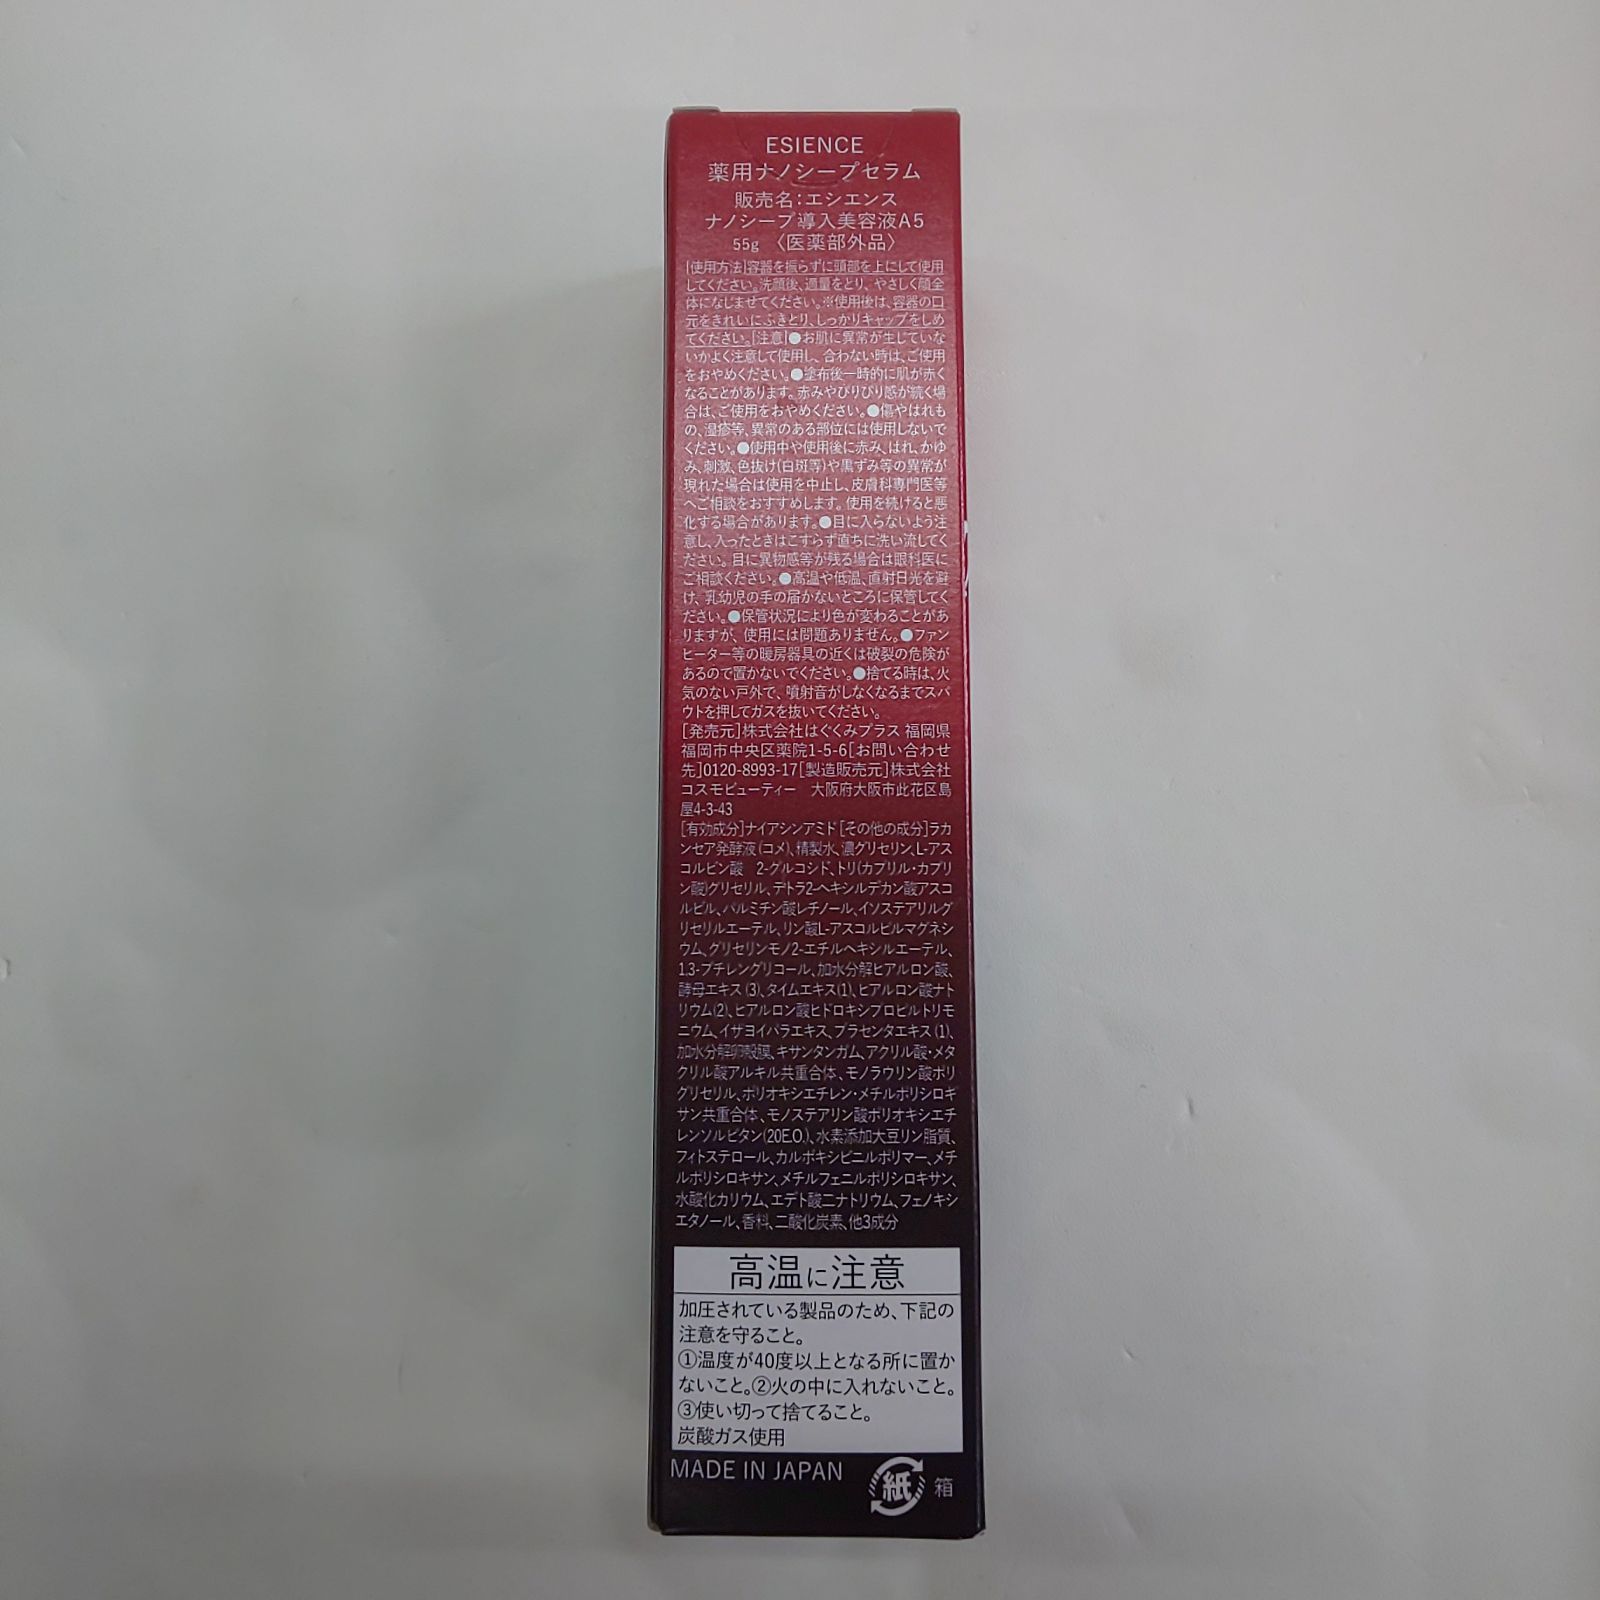 ESIENCE
薬用ナノシープセラム
販売名:エシエンス
ナノシープ導入美容液A5
55g 〈医薬部外品〉
[使用方法]容器を振らずに頭部を上にして使用
してください。洗顔後、適量をとり、やさしく顔全
体になじませてください。※使用後は、容器の口
元をきれいにふきとり、しっかりキャップをしめ
てください。[注意]●お肌に異常が生じていな
いかよく注意して使用し、合わない時は、ご使用
をおやめください。●塗布後一時的に肌が赤く
なることがあります。赤みやぴりぴり感が続く場
合は、ご使用をおやめください。●傷やはれも
の、湿疹等、異常のある部位には使用しないで
ください。●使用中や使用後に赤み、はれ、かゆ
み、刺激、色抜け(白斑等)や黒ずみ等の異常が
現れた場合は使用を中止し、皮膚科専門医等
へご相談をおすすめします。使用を続けると悪
化する場合があります。●目に入らないよう注
意し、入ったときはこすらず直ちに洗い流してく
ださい。目に異物感等が残る場合は眼科医に
ご相談ください。●高温や低温、直射日光を避
け、乳幼児の手の届かないところに保管してく
ださい。●保管状況により色が変わることがあ
りますが、使用には問題ありません。●ファン
ヒーター等の暖房器具の近くは破裂の危険が
あるので置かないでください。●捨てる時は、火
気のない戸外で、噴射音がしなくなるまでスパ
ウトを押してガスを抜いてください。
[発売元]株式会社はぐくみプラス 福岡県
福岡市中央区薬院1-5-6[お問い合わせ
先]0120-8993-17[製造販売元]株式会社
コスモビューティー 大阪府大阪市此花区島
屋4-3-43
[有効成分]ナイアシンアミド[その他の成分]ラカ
ンセア発酵液(コメ)、精製水、濃グリセリン、L-アス
コルビン酸 2-グルコシド、トリ(カプリル・カプリ
ン酸)グリセリル、テトラ2-ヘキシルデカン酸アスコ
ルビル、パルミチン酸レチノール、イソステアリルグ
リセリルエーテル、リン酸L-アスコルビルマグネシ
ウム、グリセリンモノ2-エチルヘキシルエーテル、
1.3-ブチレングリコール、加水分解ヒアルロン酸、
酵母エキス(3)、タイムエキス(1)、ヒアルロン酸ナト
リウム(2)、ヒアルロン酸ヒドロキシプロピルトリモ
ニウム、イザヨイバラエキス、プラセンタエキス(1)、
加水分解卵殻膜、キサンタンガム、アクリル酸・メタ
クリル酸アルキル共重合体、モノラウリン酸ポリ
グリセリル、ポリオキシエチレン・メチルポリシロキ
サン共重合体、モノステアリン酸ポリオキシエチ
レンソルビタン(20E.O.)、水素添加大豆リン脂質、
フィトステロール、カルボキシビニルポリマー、メチ
ルポリシロキサン、メチルフェニルポリシロキサン、
水酸化カリウム、エデト酸二ナトリウム、フェノキシ
エタノール、香料、二酸化炭素、他3成分
高温に注意
加圧されている製品のため、下記の
注意を守ること。
①温度が40度以上となる所に置か
ないこと。②火の中に入れないこと。
③使い切って捨てること。
炭酸ガス使用
MADE IN JAPAN
紙 箱